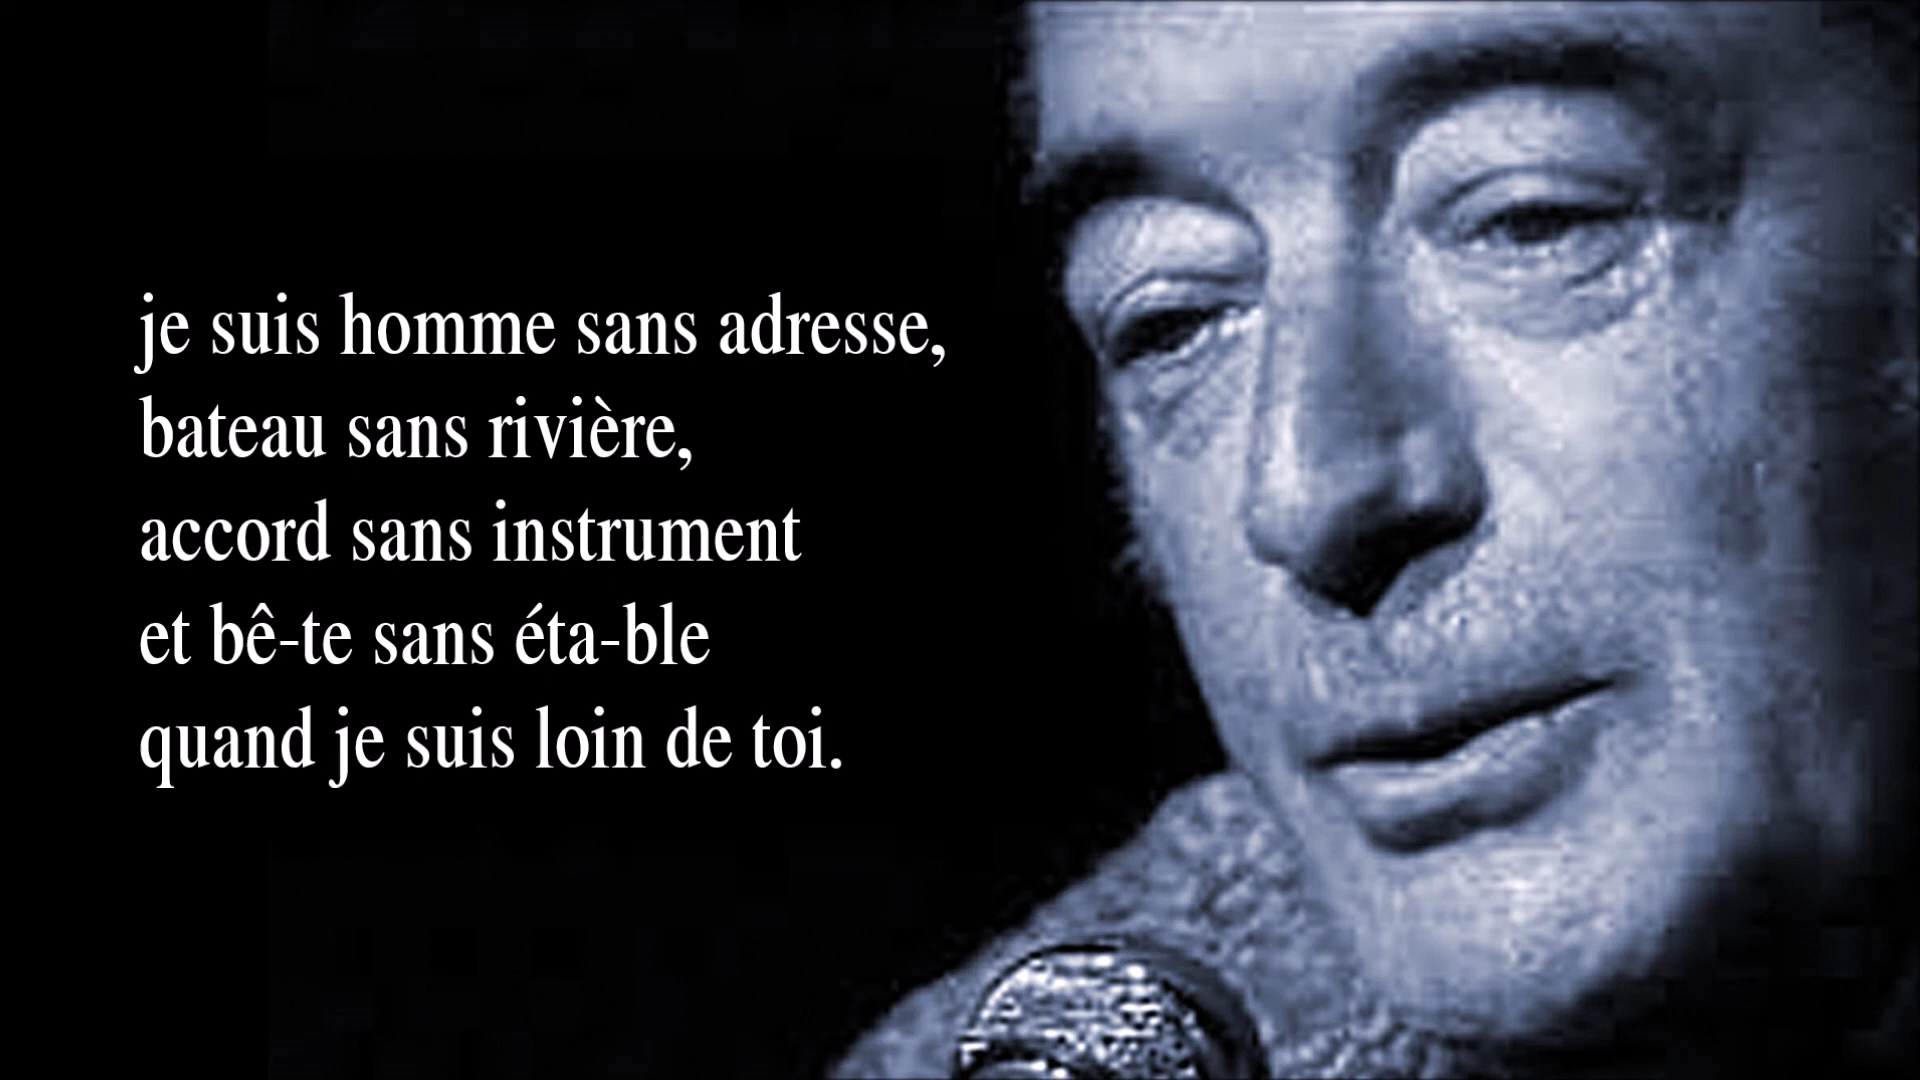 je suis homme sans adresse,
bateau sans rivière,
accord sans instrument
et bê-te sans éta-ble
quand je suis loin de toi.